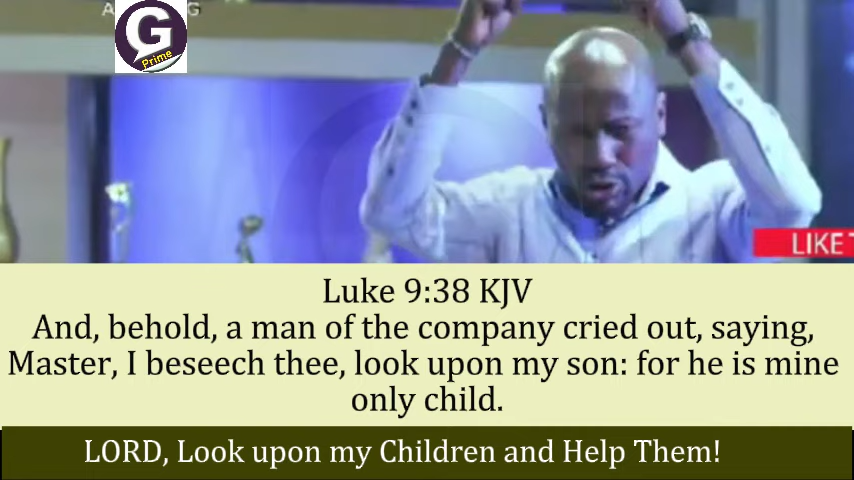 G
Prime
LIKE
Luke 9:38 KJV
And, behold, a man of the company cried out, saying,
Master, I beseech thee, look upon my son: for he is mine
only child.
LORD, Look upon my Children and Help Them!